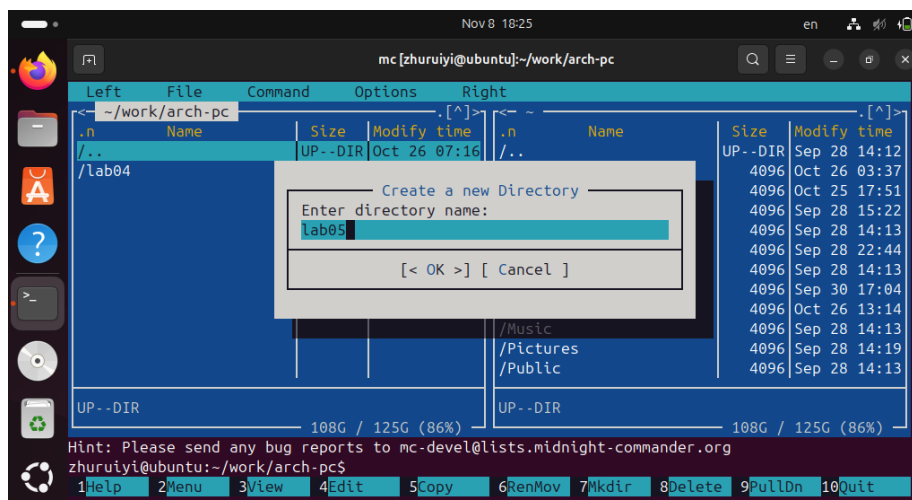 Nov 8 18:25
en
mc [zhuruiyi@ubuntu]:~/work/arch-pc
Left File Command Options Right
<─ ~/work/arch-pc ─.[^]>
.n Name Size Modify time
/.. UP--DIR Oct 26 07:16
/lab04
UP--DIR
108G / 125G (86%)
<─ ~ ─.[^]>
.n Name Size Modify time
/.. UP--DIR Sep 28 14:12
4096 Oct 26 03:37
4096 Oct 25 17:51
4096 Sep 28 15:22
4096 Sep 28 14:13
4096 Sep 28 22:44
4096 Sep 28 14:13
4096 Sep 30 17:04
4096 Oct 26 13:14
/Music 4096 Sep 28 14:13
/Pictures 4096 Sep 28 14:19
/Public 4096 Sep 28 14:13
UP--DIR
108G / 125G (86%)
Create a new Directory
Enter directory name:
lab05
[< OK >] [ Cancel ]
Hint: Please send any bug reports to mc-devel@lists.midnight-commander.org
zhuruiyi@ubuntu:~/work/arch-pc$
1Help 2Menu 3View 4Edit 5Copy 6RenMov 7Mkdir 8Delete 9PullDn 10Quit